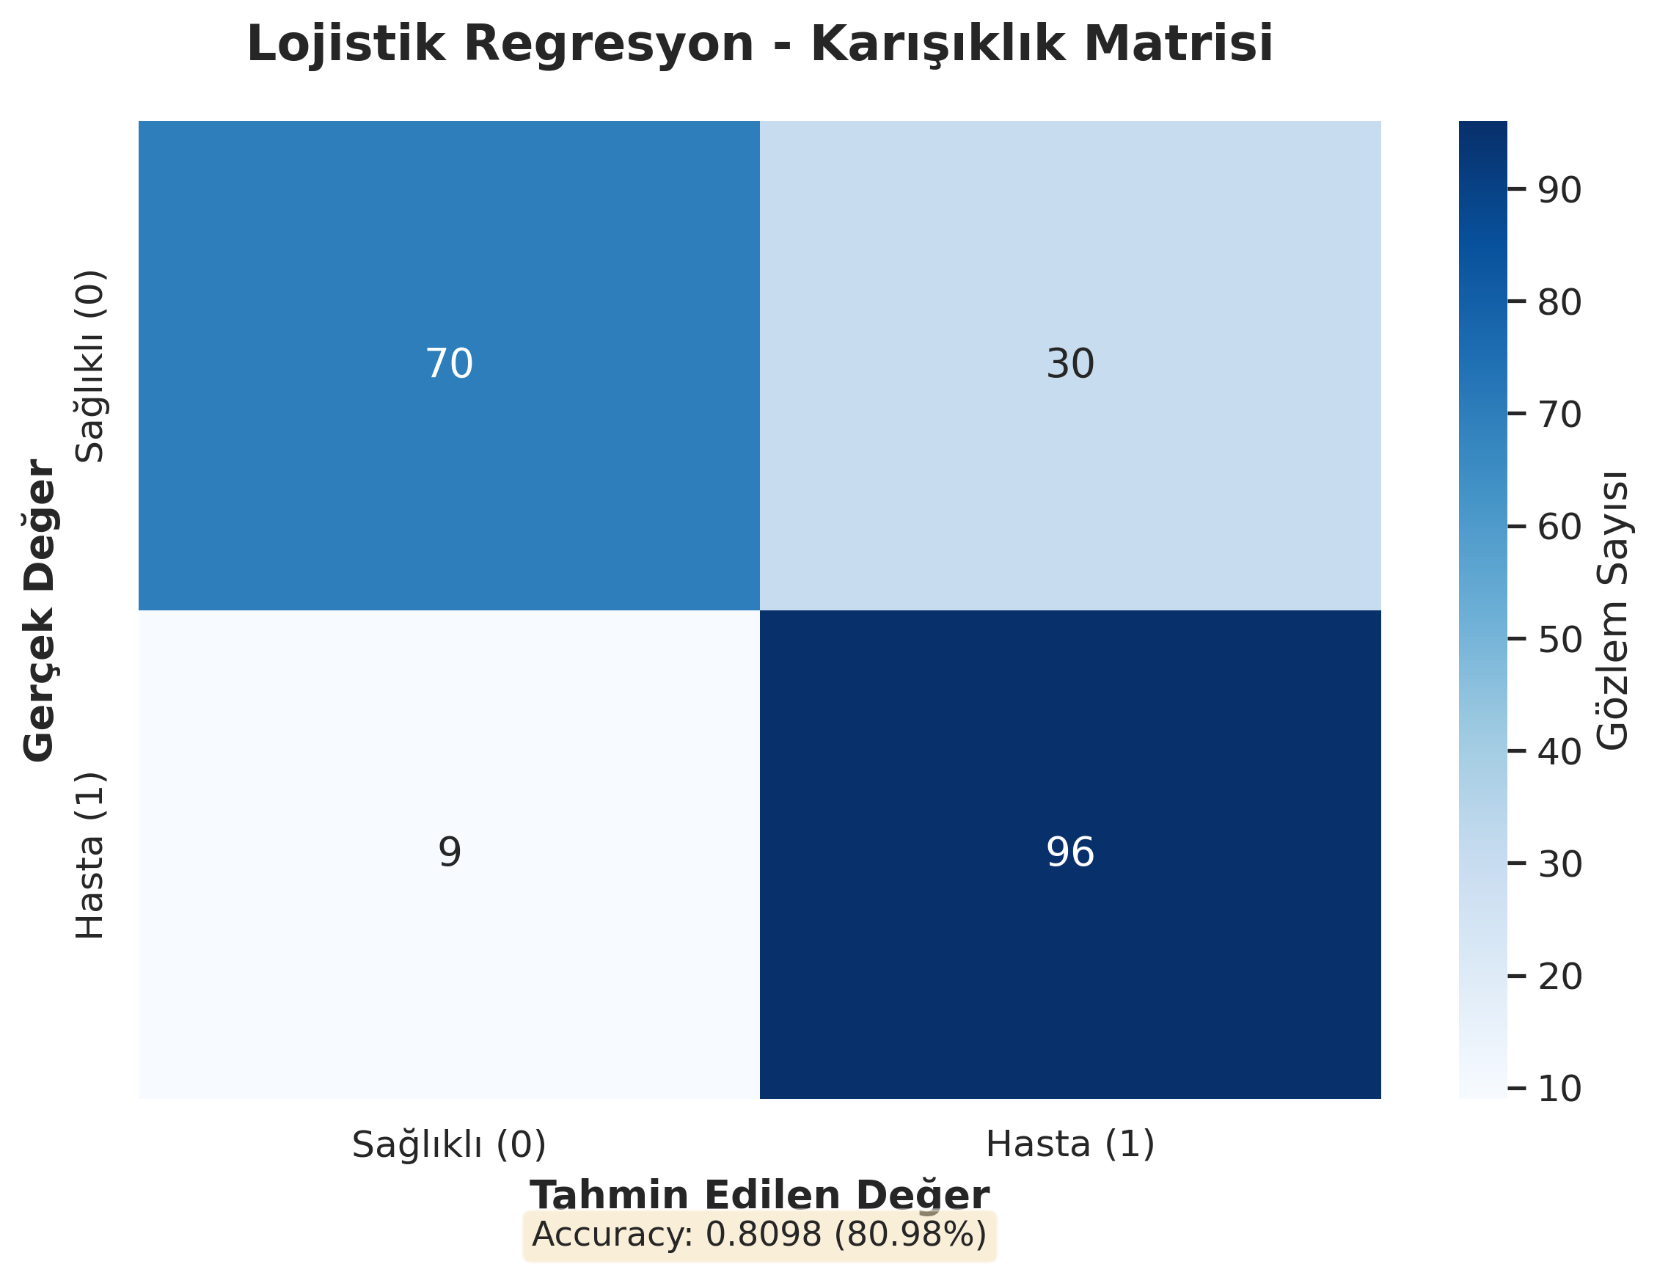 Lojistik Regresyon - Karışıklık Matrisi
Gerçek Değer
Sağlıklı (0)
70
30
Hasta (1)
9
96
Sağlıklı (0)
Hasta (1)
Tahmin Edilen Değer
Accuracy: 0.8098 (80.98%)
90
80
70
60
50
40
30
20
10
Gözlem Sayısı